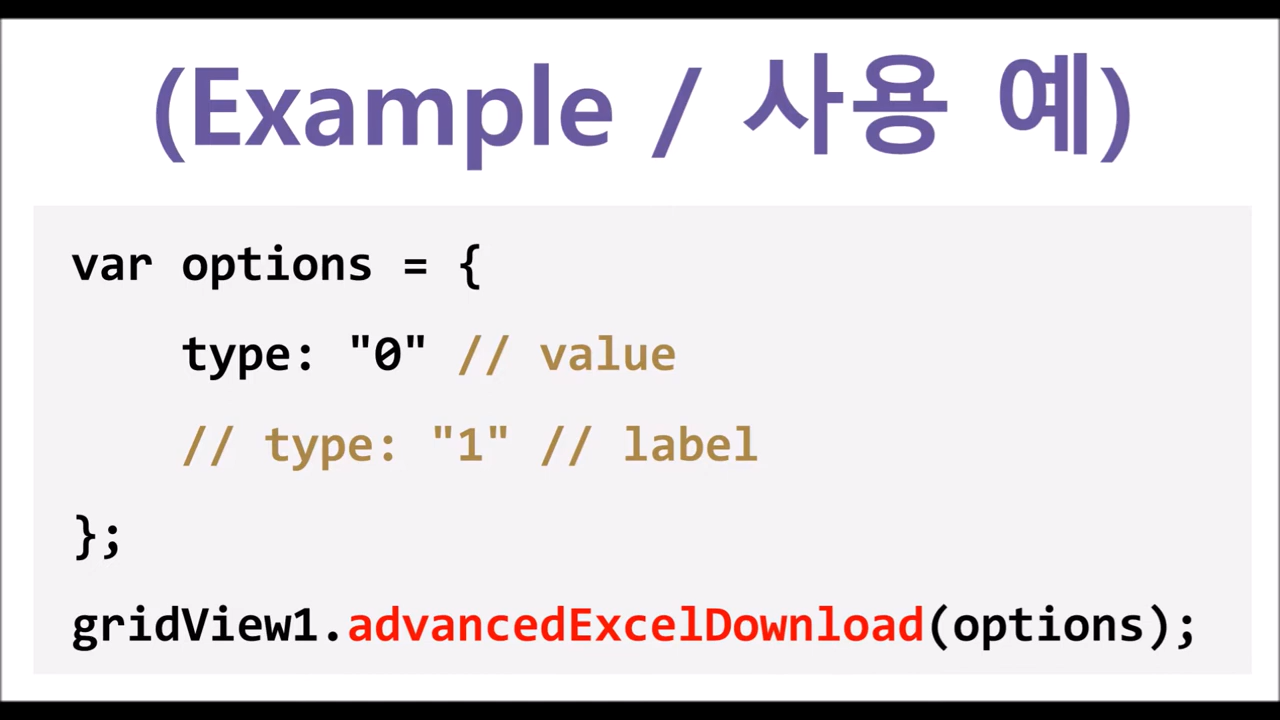 (Example / 사용 예)
var options = {
type: "0" // value
// type: "1" // label
};
gridView1.advancedExcelDownload(options);